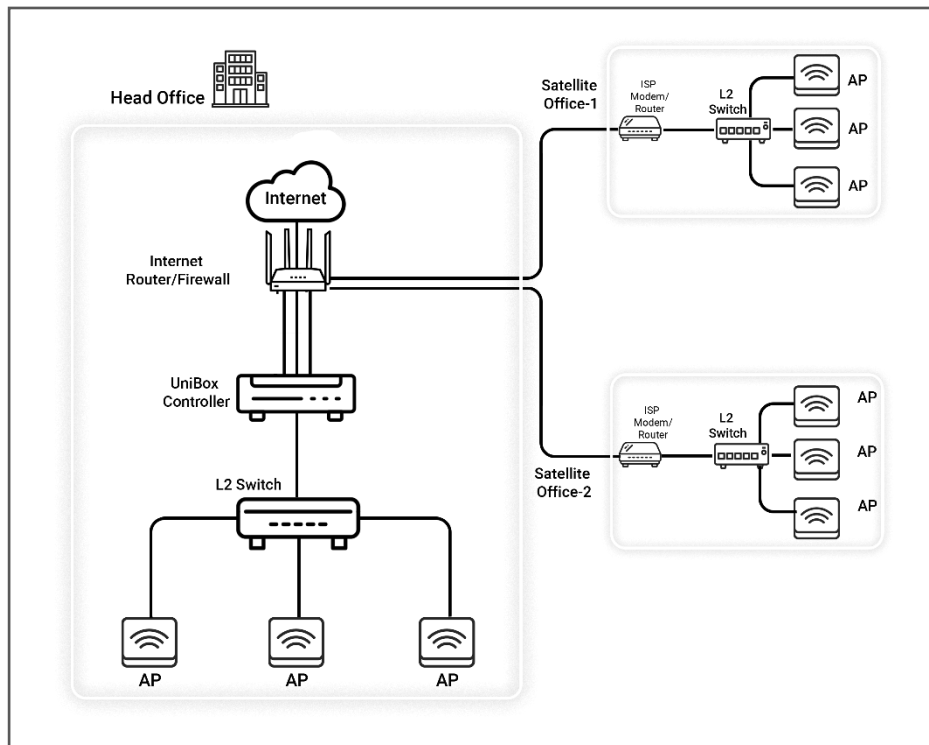 Head Office
Internet
Internet
Router/Firewall
UniBox
Controller
L2 Switch
AP
AP
AP
Satellite
Office-1
ISP
Modem/
Router
L2
Switch
AP
AP
AP
Satellite
Office-2
ISP
Modem/
Router
L2
Switch
AP
AP
AP